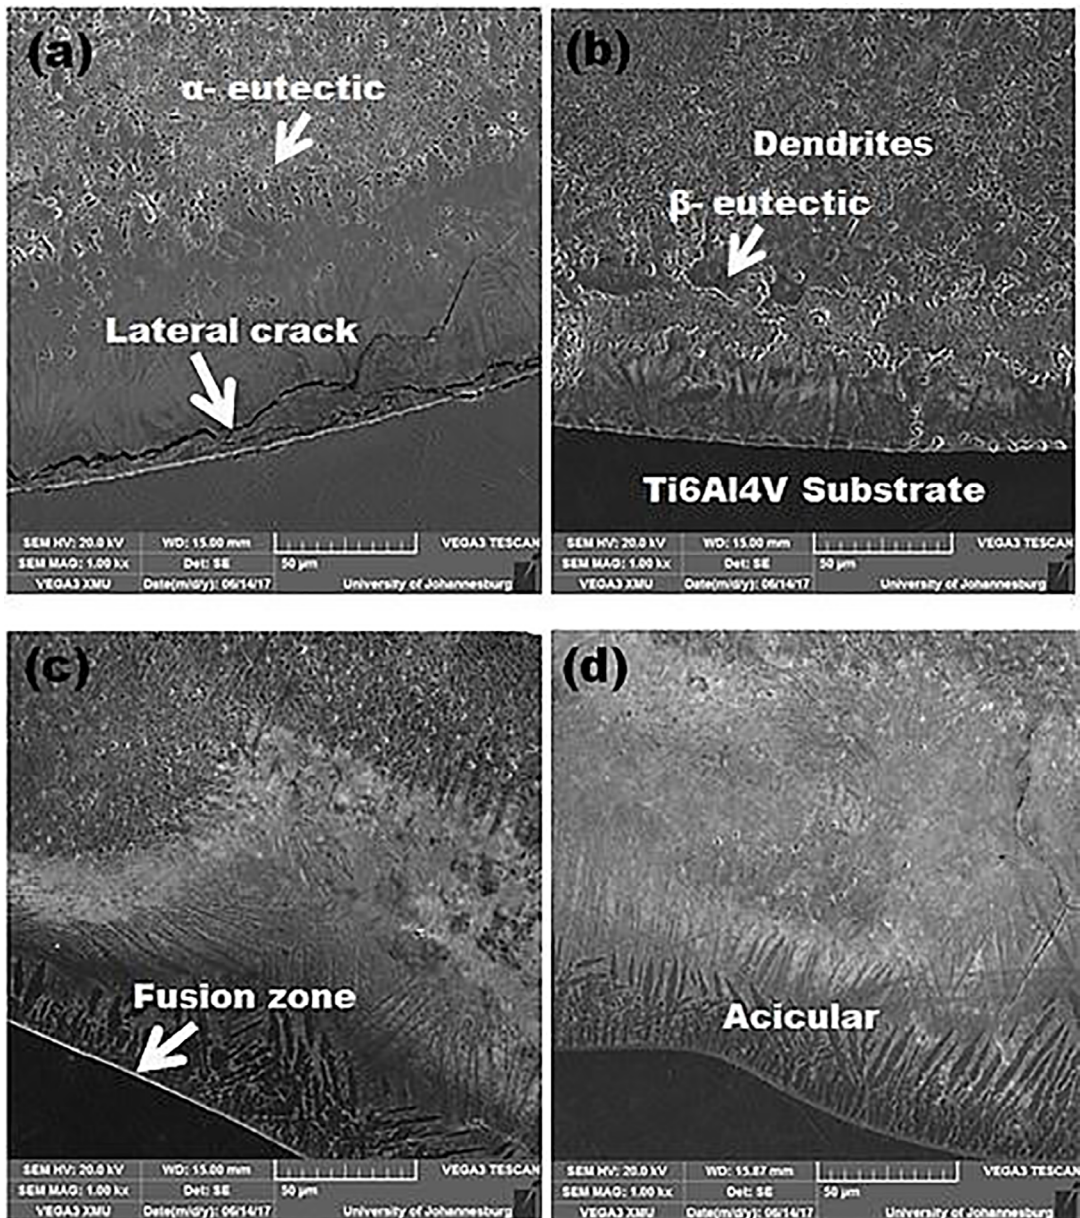 (a)
α- eutectic
Lateral crack
SEM HV: 20.0 kV WD: 15.00 mm VEGA3 TESCAN
SEM MAG: 1.00 kx Det: SE 50 µm
VEGA3 XMU Date(m/d/y): 06/14/17 University of Johannesburg
(b)
Dendrites
β- eutectic
Ti6Al4V Substrate
SEM HV: 20.0 kV WD: 15.00 mm VEGA3 TESCAN
SEM MAG: 1.00 kx Det: SE 50 µm
VEGA3 XMU Date(m/d/y): 06/14/17 University of Johannesburg
(c)
Fusion zone
SEM HV: 20.0 kV WD: 15.00 mm VEGA3 TESCAN
SEM MAG: 1.00 kx Det: SE 50 µm
VEGA3 XMU Date(m/d/y): 06/14/17 University of Johannesburg
(d)
Acicular
SEM HV: 20.0 kV WD: 15.87 mm VEGA3 TESCAN
SEM MAG: 1.00 kx Det: SE 50 µm
VEGA3 XMU Date(m/d/y): 06/14/17 University of Johannesburg